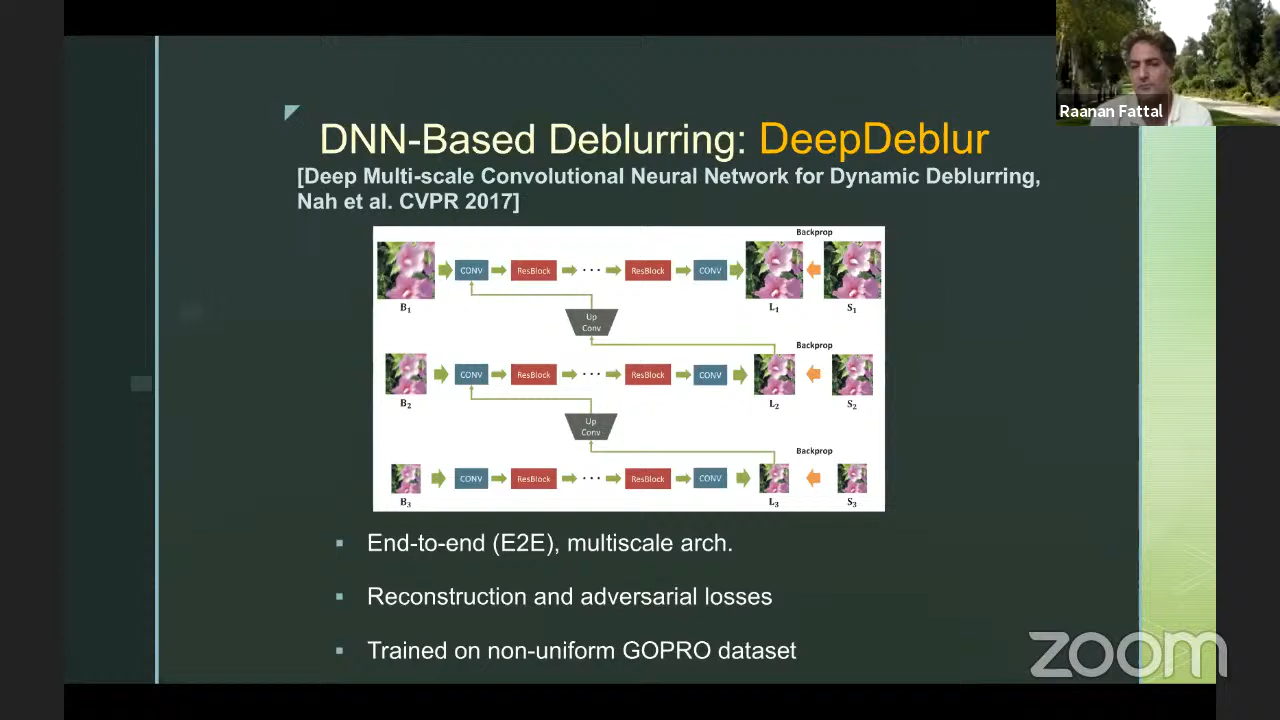 Raanan Fattal
DNN-Based Deblurring: DeepDeblur
[Deep Multi-scale Convolutional Neural Network for Dynamic Deblurring,
Nah et al. CVPR 2017]
Backprop
CONV ResBlock ... ResBlock CONV
B1 L1 S1
Up
Conv
Backprop
CONV ResBlock ... ResBlock CONV
B2 L2 S2
Up
Conv
Backprop
CONV ResBlock ... ResBlock CONV
B3 L3 S3
▪ End-to-end (E2E), multiscale arch.
▪ Reconstruction and adversarial losses
▪ Trained on non-uniform GOPRO dataset
zoom